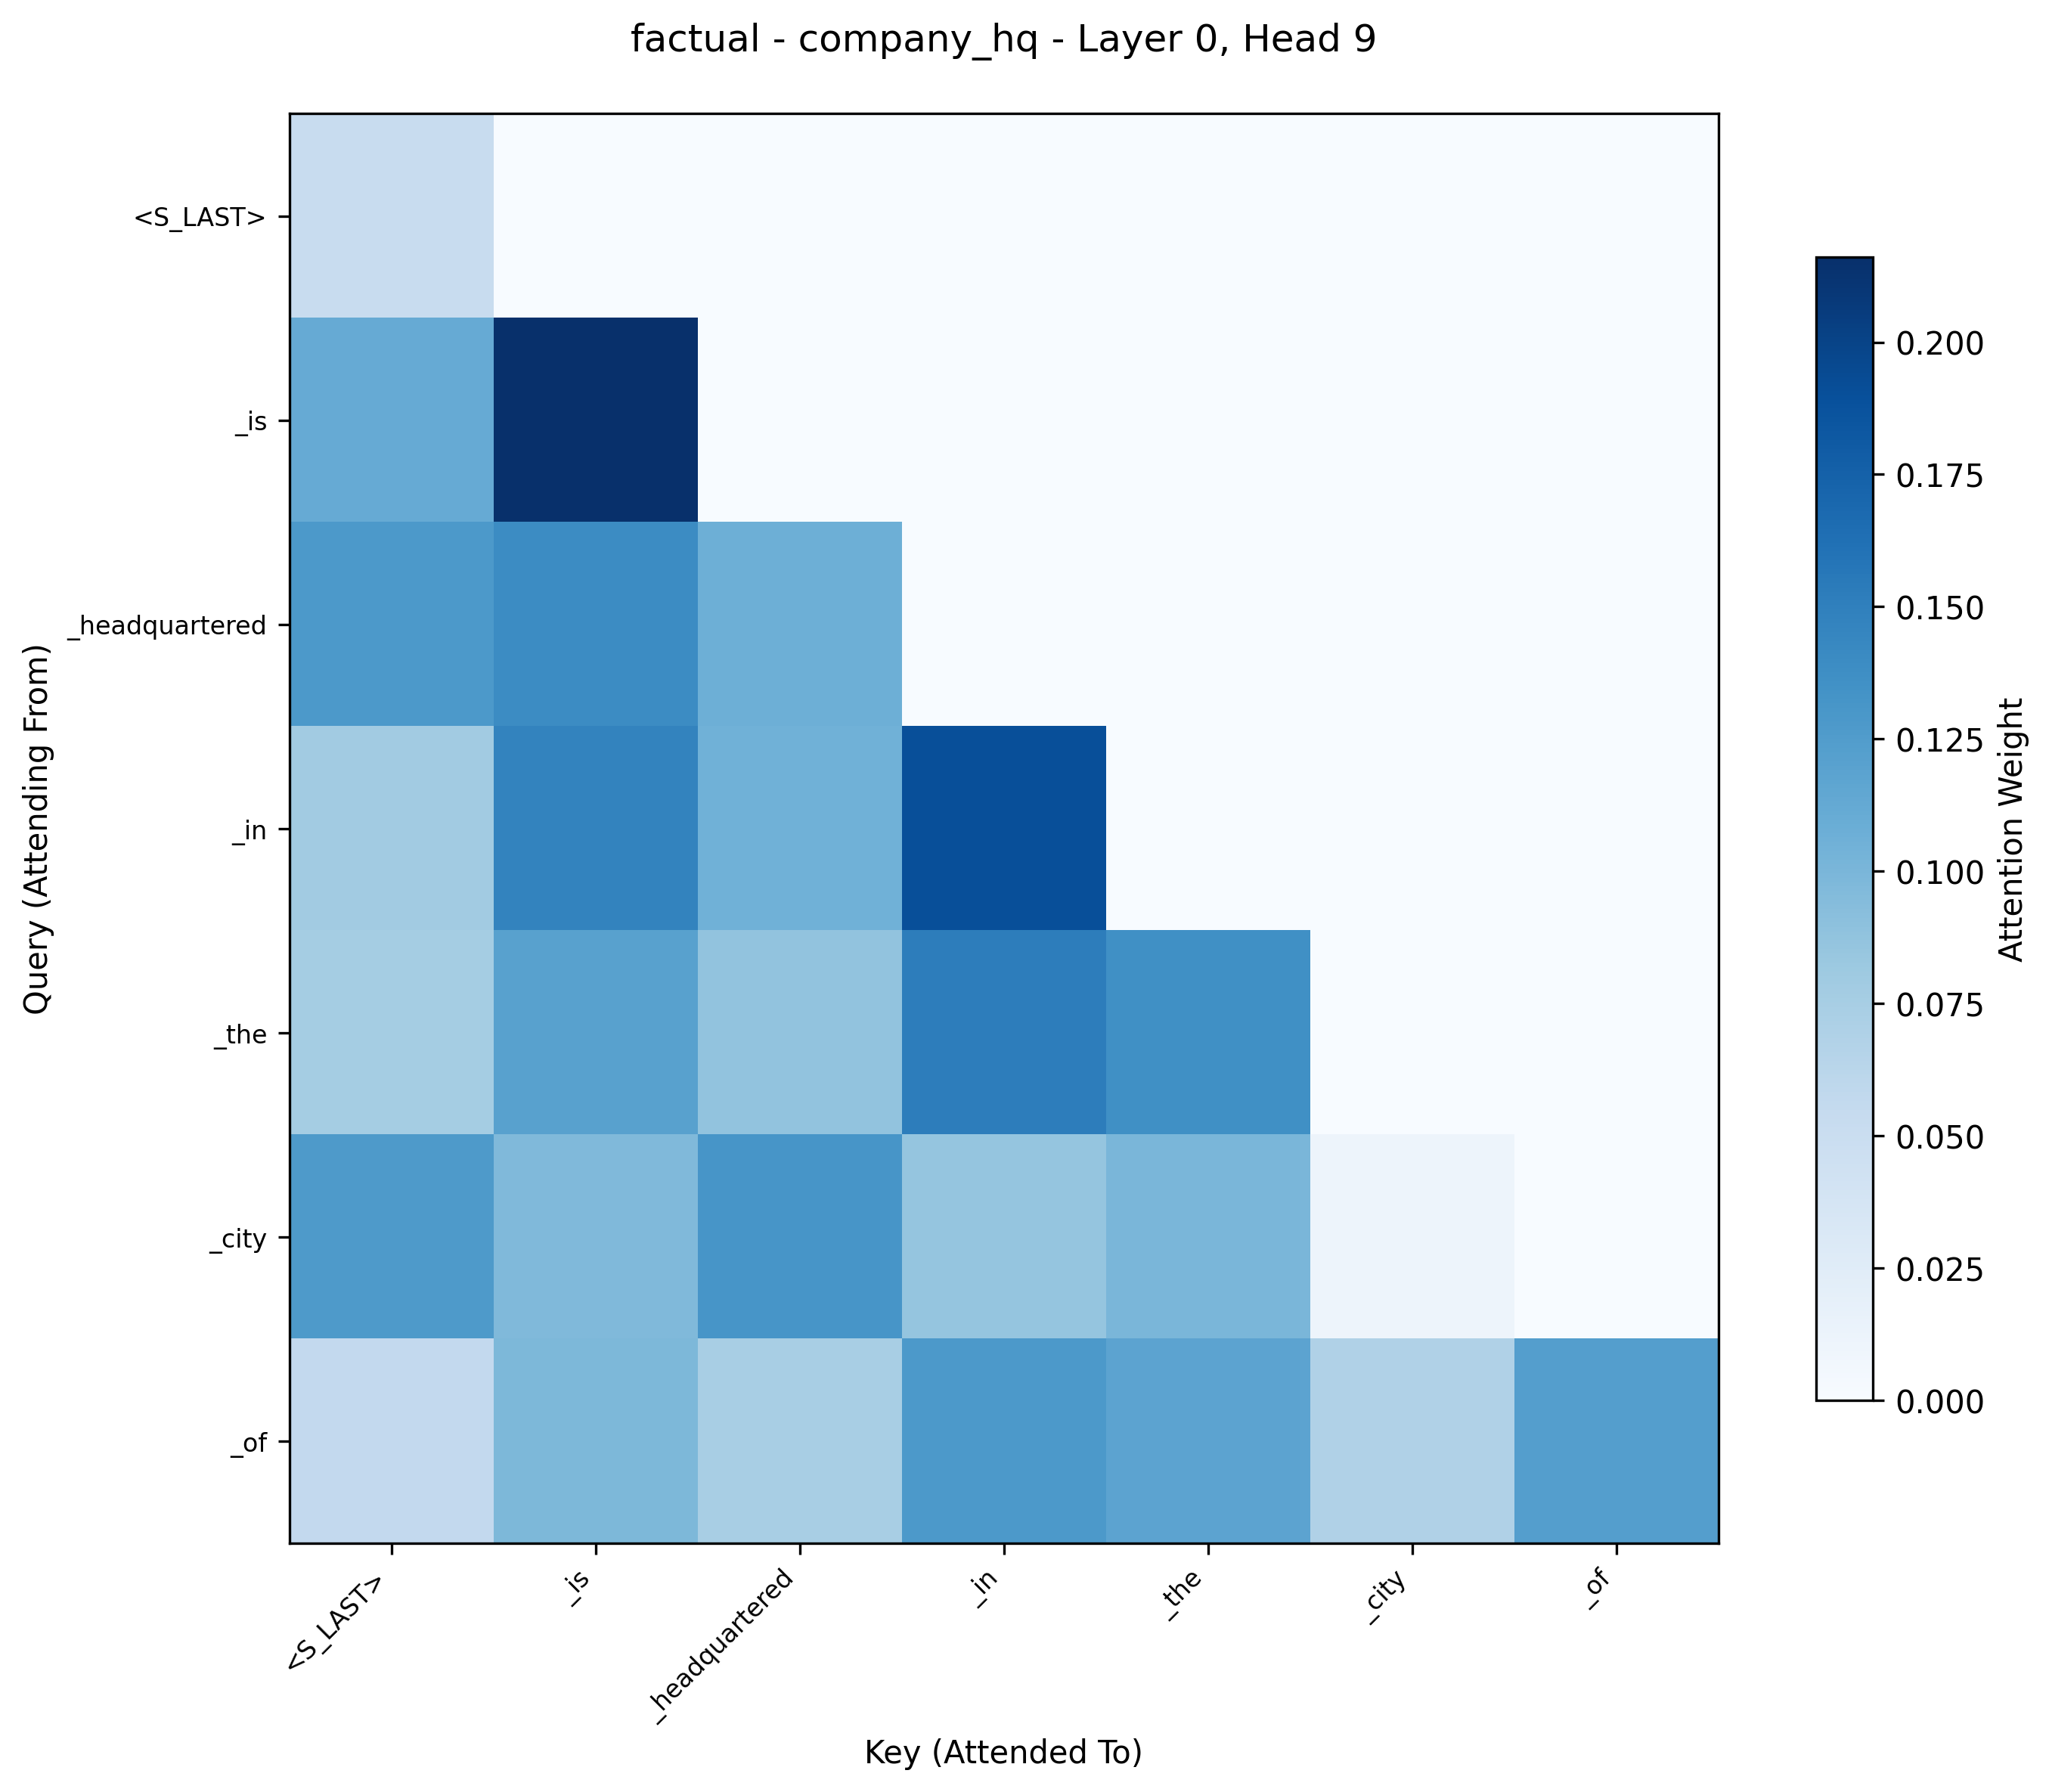 factual - company_hq - Layer 0, Head 9
Query (Attending From)
<S_LAST>
_is
_headquartered
_in
_the
_city
_of
<S_LAST>
_is
_headquartered
_in
_the
_city
_of
Key (Attended To)
0.200
0.175
0.150
0.125
0.100
0.075
0.050
0.025
0.000
Attention Weight